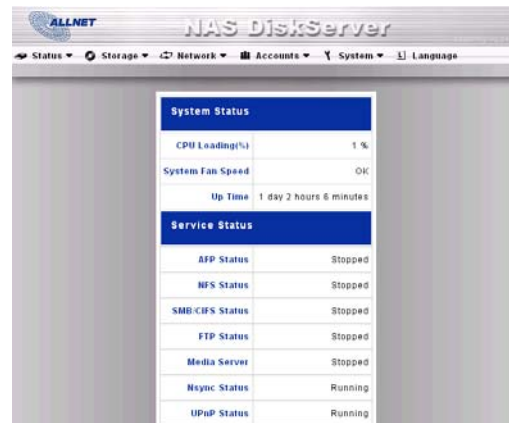 ALLNET
NAS DiskServer
Status Storage Network Accounts System Language
System Status
CPU Loading(%) 1 %
System Fan Speed OK
Up Time 1 day 2 hours 6 minutes
Service Status
AFP Status Stopped
NFS Status Stopped
SMB/CIFS Status Stopped
FTP Status Stopped
Media Server Stopped
Nsync Status Running
UPnP Status Running